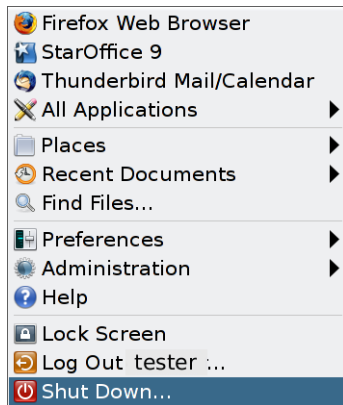 Firefox Web Browser
StarOffice 9
Thunderbird Mail/Calendar
All Applications
Places
Recent Documents
Find Files...
Preferences
Administration
Help
Lock Screen
Log Out tester :..
Shut Down...